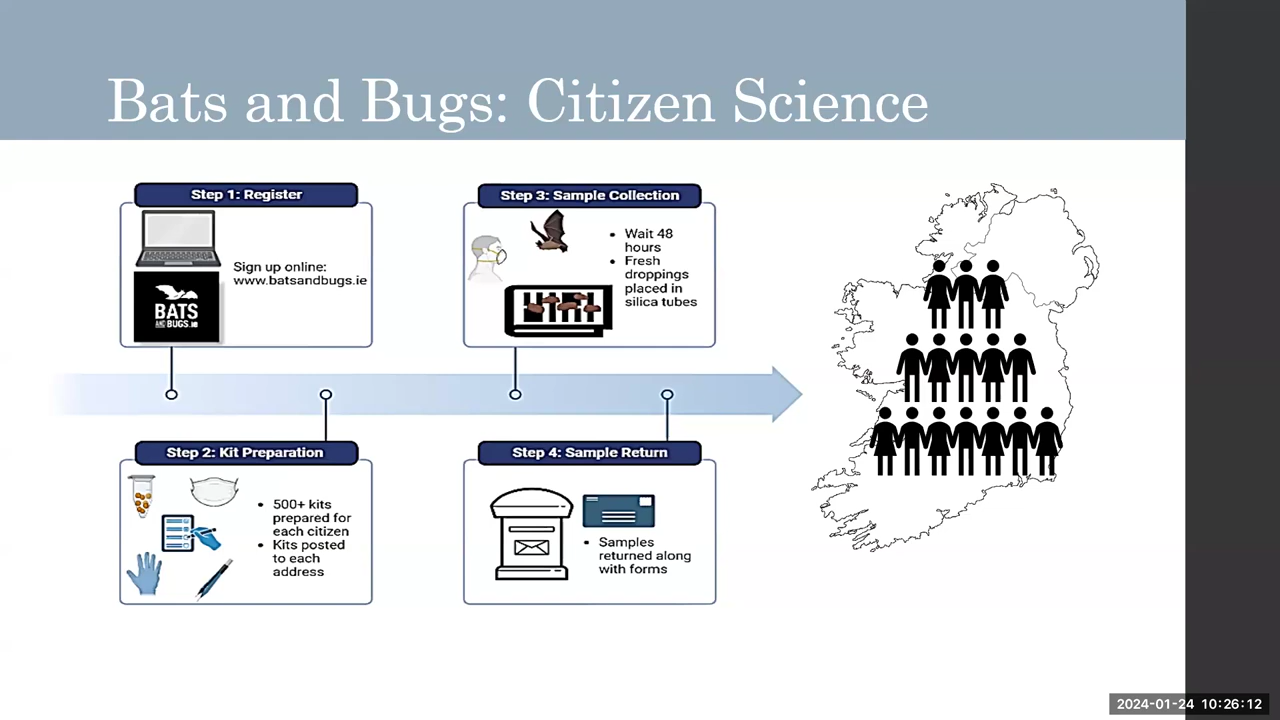 Bats and Bugs: Citizen Science
Step 1: Register
Sign up online:
www.batsandbugs.ie
BATS
AND BUGS.IE
Step 2: Kit Preparation
• 500+ kits
prepared for
each citizen
• Kits posted
to each
address
Step 3: Sample Collection
• Wait 48
hours
• Fresh
droppings
placed in
silica tubes
Step 4: Sample Return
• Samples
returned along
with forms
2024-01-24 10:26:12